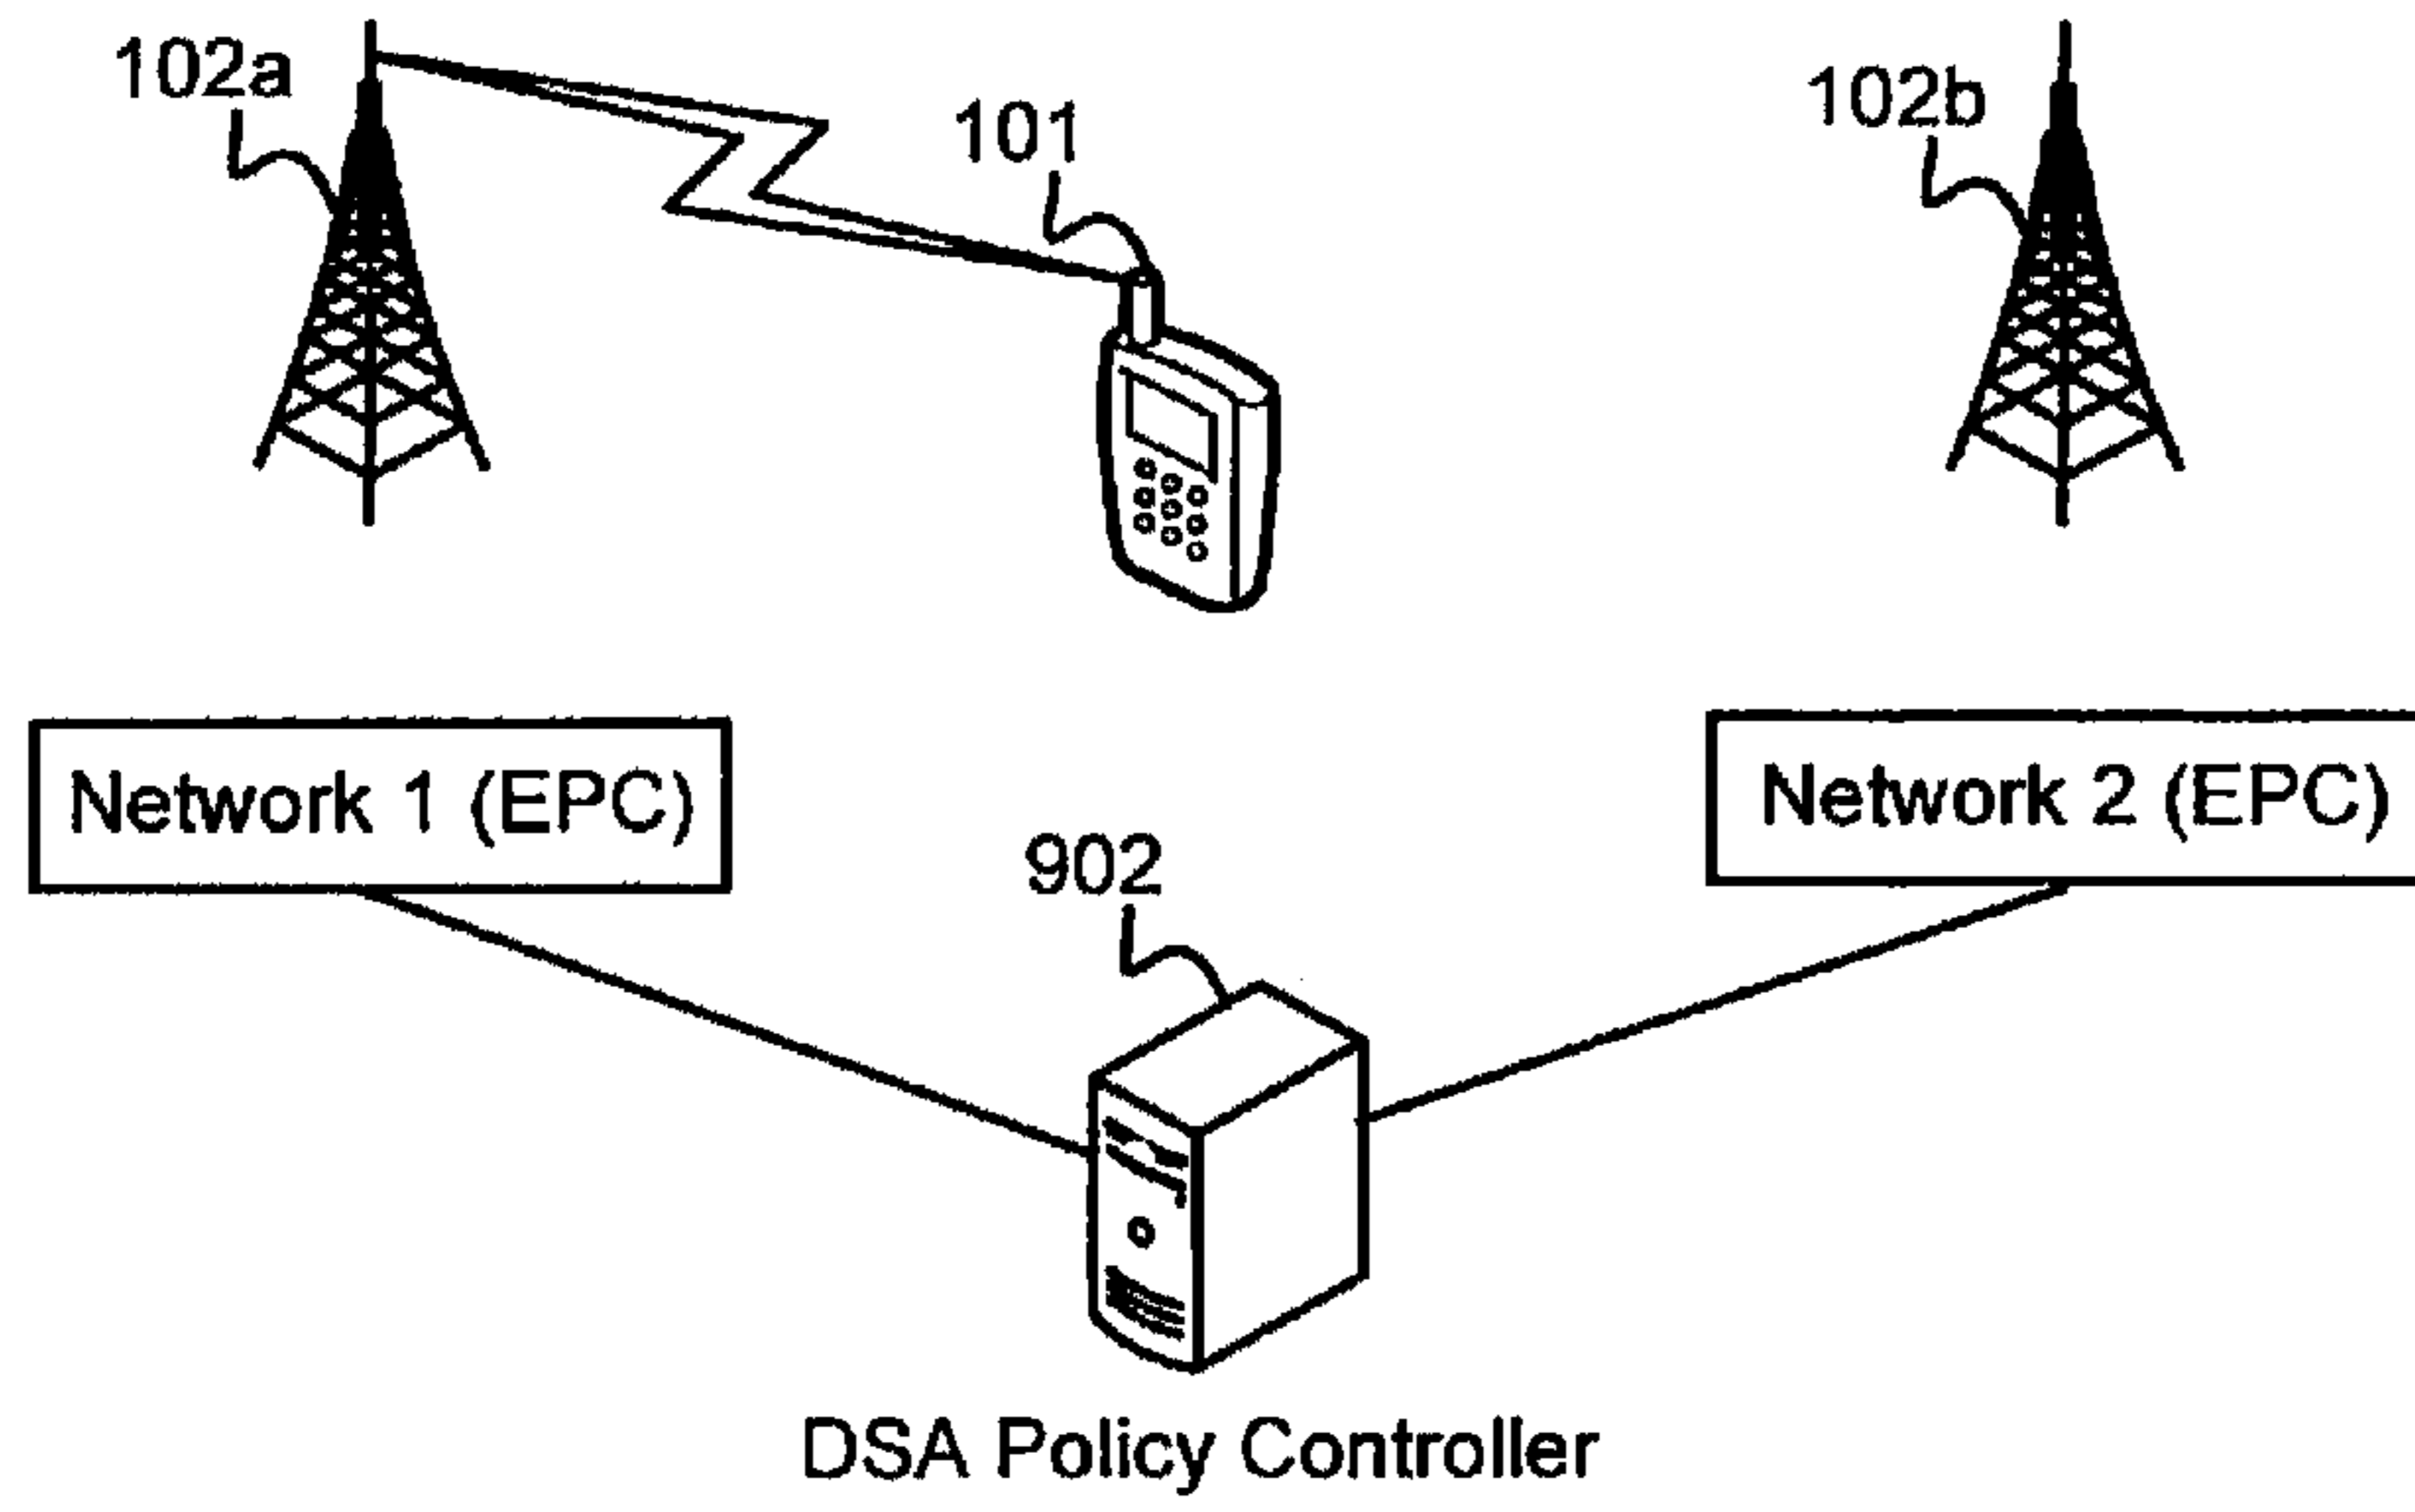 102a
102b
101
Network 1 (EPC)
Network 2 (EPC)
902
DSA Policy Controller